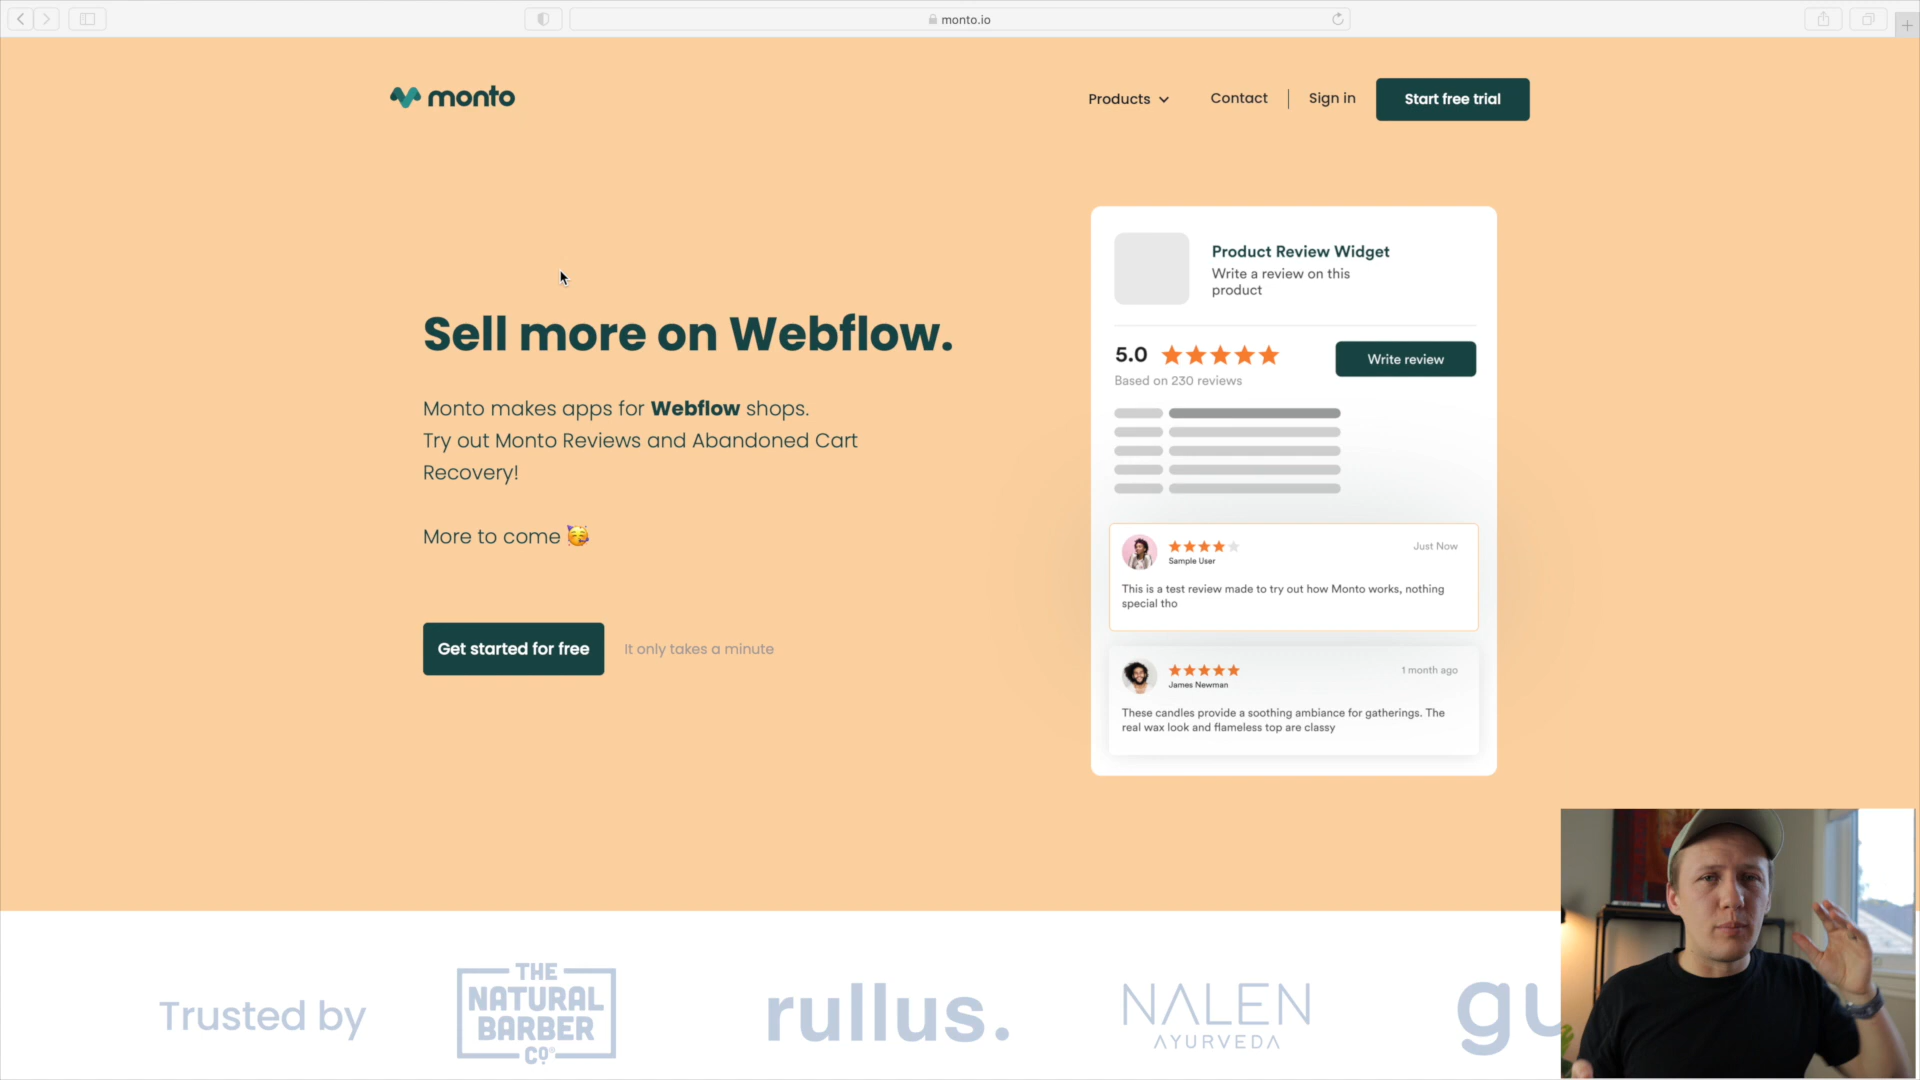 monto.io
monto
Products
Contact
Sign in
Start free trial
Sell more on Webflow.
Monto makes apps for Webflow shops.
Try out Monto Reviews and Abandoned Cart
Recovery!
More to come
Get started for free
It only takes a minute
Product Review Widget
Write a review on this
product
5.0
Based on 230 reviews
Write review
Just Now
Sample User
This is a test review made to try out how Monto works, nothing
special tho
1 month ago
James Newman
These candles provide a soothing ambiance for gatherings. The
real wax look and flameless top are classy
Trusted by
THE
NATURAL
BARBER
CO
rullus.
NALEN
AYURVEDA